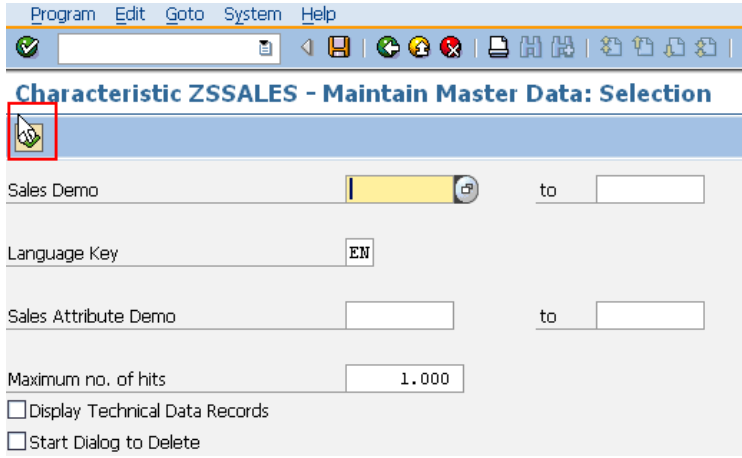 Program Edit Goto System Help
Characteristic ZSSALES - Maintain Master Data: Selection
Sales Demo to
Language Key EN
Sales Attribute Demo to
Maximum no. of hits 1.000
Display Technical Data Records
Start Dialog to Delete